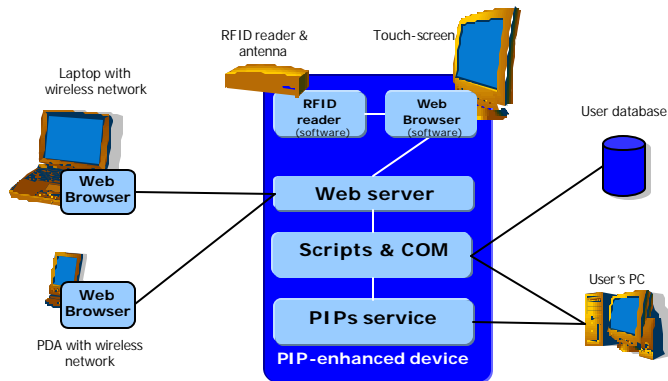 RFID reader &
antenna
Touch-screen
Laptop with
wireless network
User database
RFID
reader
(software)
Web
Browser
(software)
Web
Browser
Web server
Scripts & COM
User's PC
Web
Browser
PIPs service
PDA with wireless
network
PIP-enhanced device